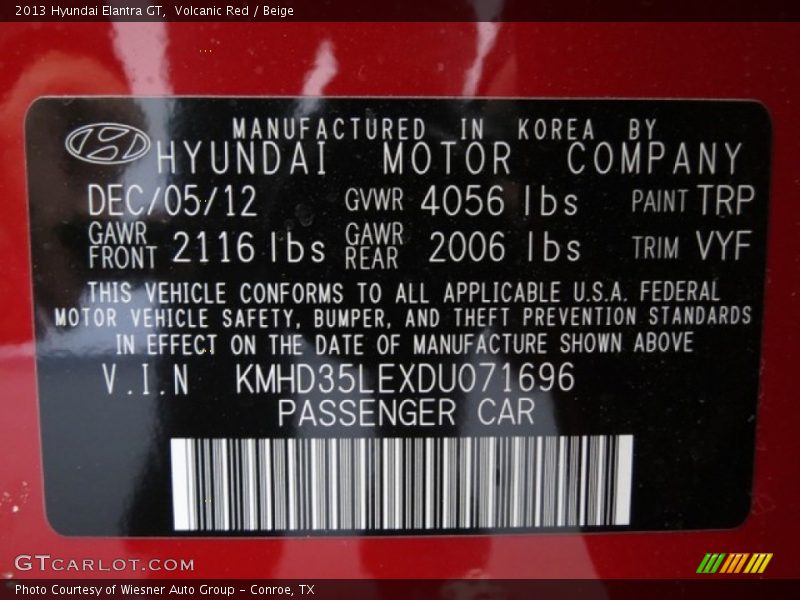 2013 Hyundai Elantra GT, Volcanic Red / Beige
MANUFACTURED IN KOREA BY
HYUNDAI MOTOR COMPANY
DEC/05/12 GVWR 4056 lbs PAINT TRP
GAWR FRONT 2116 lbs GAWR REAR 2006 lbs TRIM VYF
THIS VEHICLE CONFORMS TO ALL APPLICABLE U.S.A. FEDERAL
MOTOR VEHICLE SAFETY, BUMPER, AND THEFT PREVENTION STANDARDS
IN EFFECT ON THE DATE OF MANUFACTURE SHOWN ABOVE
V.I.N KMHD35LEXDU071696
PASSENGER CAR
GTCARLOT.COM
Photo Courtesy of Wiesner Auto Group - Conroe, TX